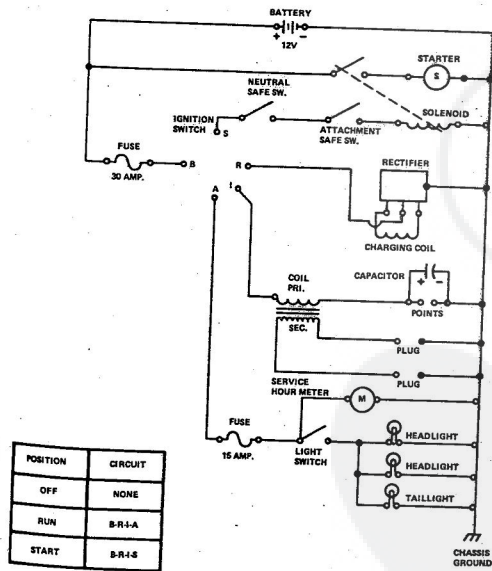 BATTERY
+ −
12V
STARTER
S
NEUTRAL
SAFE SW.
SOLENOID
IGNITION
SWITCH
S
ATTACHMENT
SAFE SW.
FUSE
30 AMP.
B
R
RECTIFIER
A
I
CHARGING COIL
COIL
PRI.
CAPACITOR
+ −
POINTS
SEC.
PLUG
PLUG
SERVICE
HOUR METER
M
FUSE
15 AMP.
LIGHT
SWITCH
HEADLIGHT
HEADLIGHT
TAILLIGHT
CHASSIS
GROUND
POSITION CIRCUIT
OFF NONE
RUN B-R-I-A
START B-R-I-S